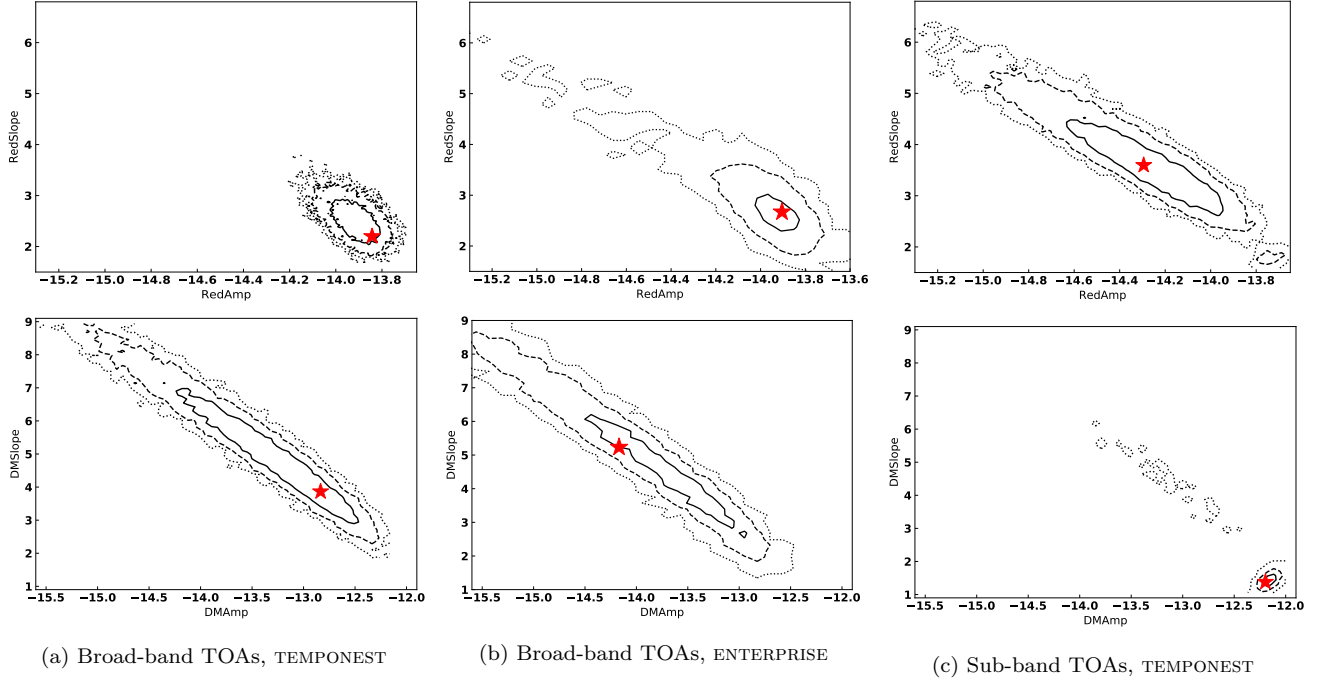 6
5
4
3
2
RedSlope
−15.2 −15.0 −14.8 −14.6 −14.4 −14.2 −14.0 −13.8
RedAmp
6
5
4
3
2
RedSlope
−15.2 −15.0 −14.8 −14.6 −14.4 −14.2 −14.0 −13.8 −13.6
RedAmp
6
5
4
3
2
RedSlope
−15.2 −15.0 −14.8 −14.6 −14.4 −14.2 −14.0 −13.8
RedAmp
9
8
7
6
5
4
3
2
1
DMSlope
−15.5 −15.0 −14.5 −14.0 −13.5 −13.0 −12.5 −12.0
DMAmp
9
8
7
6
5
4
3
2
1
DMSlope
−15.5 −15.0 −14.5 −14.0 −13.5 −13.0 −12.5 −12.0
DMAmp
9
8
7
6
5
4
3
2
1
DMSlope
−15.5 −15.0 −14.5 −14.0 −13.5 −13.0 −12.5 −12.0
DMAmp
(a) Broad-band TOAs, TEMPONEST
(b) Broad-band TOAs, ENTERPRISE
(c) Sub-band TOAs, TEMPONEST